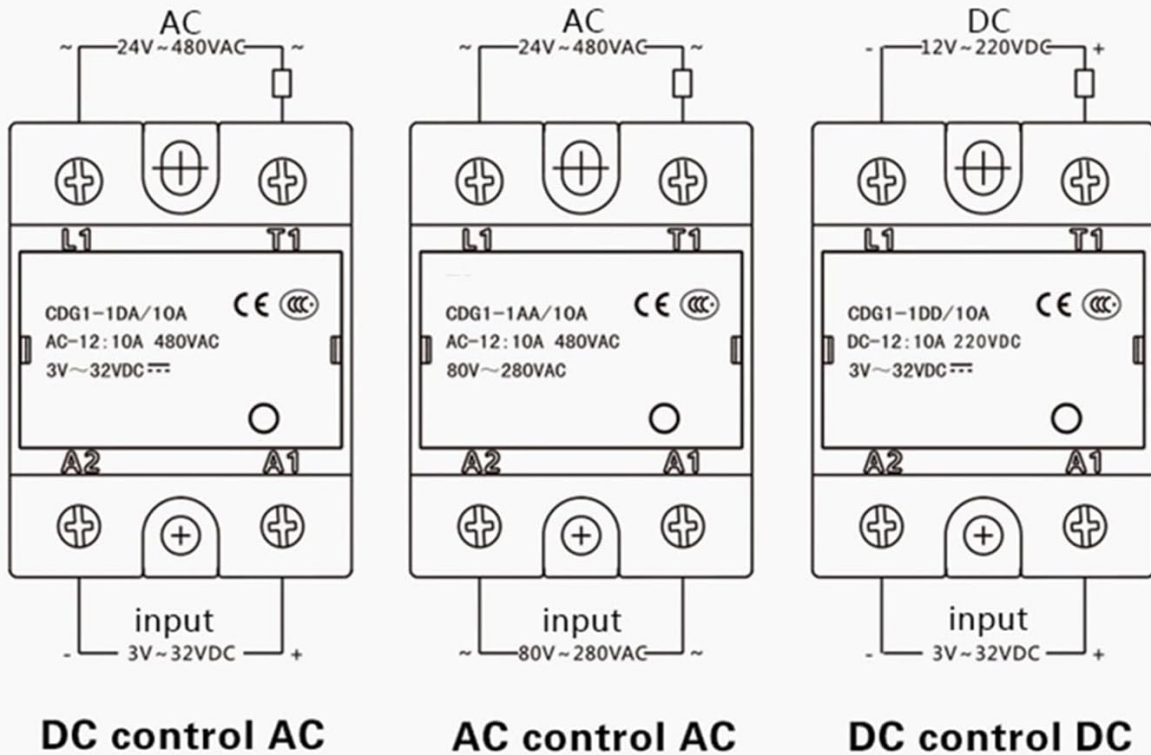 AC
~ 24V~480VAC ~
L1 T1
CDG1-1DA/10A CE CCC
AC-12:10A 480VAC
3V~32VDC
A2 A1
input
- 3V~32VDC +
DC control AC
AC
~ 24V~480VAC ~
L1 T1
CDG1-1AA/10A CE CCC
AC-12:10A 480VAC
80V~280VAC
A2 A1
input
~ 80V~280VAC ~
AC control AC
DC
- 12V~220VDC +
L1 T1
CDG1-1DD/10A CE CCC
DC-12:10A 220VDC
3V~32VDC
A2 A1
input
- 3V~32VDC +
DC control DC